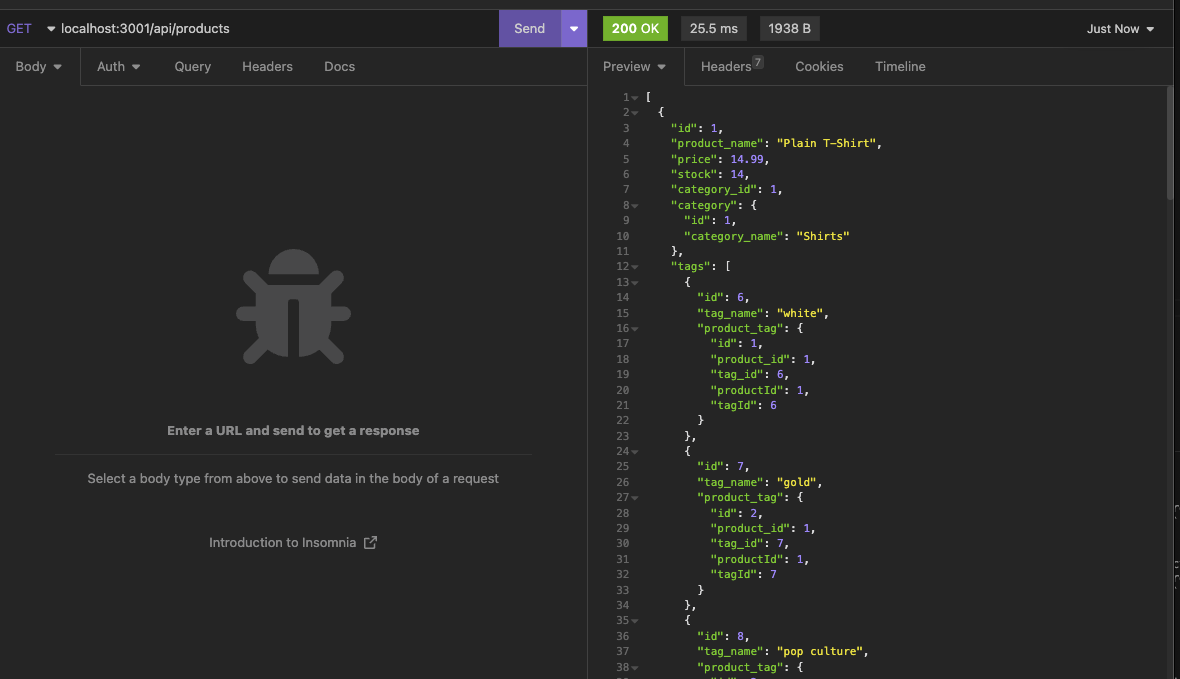 GET localhost:3001/api/products Send 200 OK 25.5 ms 1938 B Just Now
Body Auth Query Headers Docs Preview Headers 7 Cookies Timeline
Enter a URL and send to get a response
Select a body type from above to send data in the body of a request
Introduction to Insomnia
1 [
2 {
3 "id": 1,
4 "product_name": "Plain T-Shirt",
5 "price": 14.99,
6 "stock": 14,
7 "category_id": 1,
8 "category": {
9 "id": 1,
10 "category_name": "Shirts"
11 },
12 "tags": [
13 {
14 "id": 6,
15 "tag_name": "white",
16 "product_tag": {
17 "id": 1,
18 "product_id": 1,
19 "tag_id": 6,
20 "productId": 1,
21 "tagId": 6
22 }
23 },
24 {
25 "id": 7,
26 "tag_name": "gold",
27 "product_tag": {
28 "id": 2,
29 "product_id": 1,
30 "tag_id": 7,
31 "productId": 1,
32 "tagId": 7
33 }
34 },
35 {
36 "id": 8,
37 "tag_name": "pop culture",
38 "product_tag": {